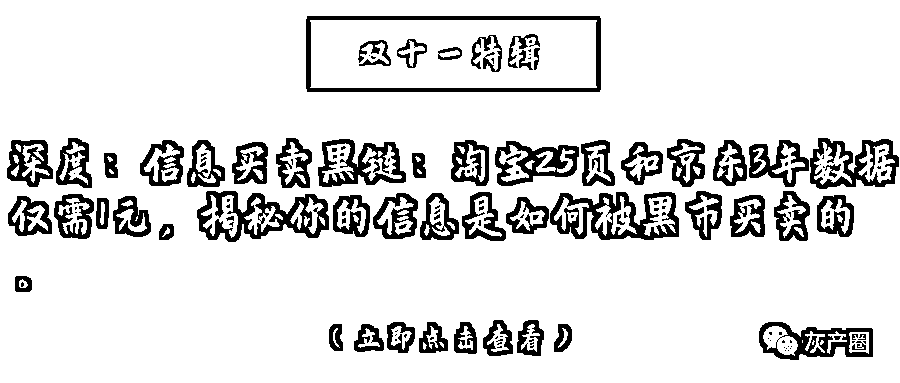 双十一特辑
深度：信息买卖黑链：淘宝25页和京东3年数据
仅需1元，揭秘你的信息是如何被黑市买卖的
。
（立即点击查看）
灰产圈